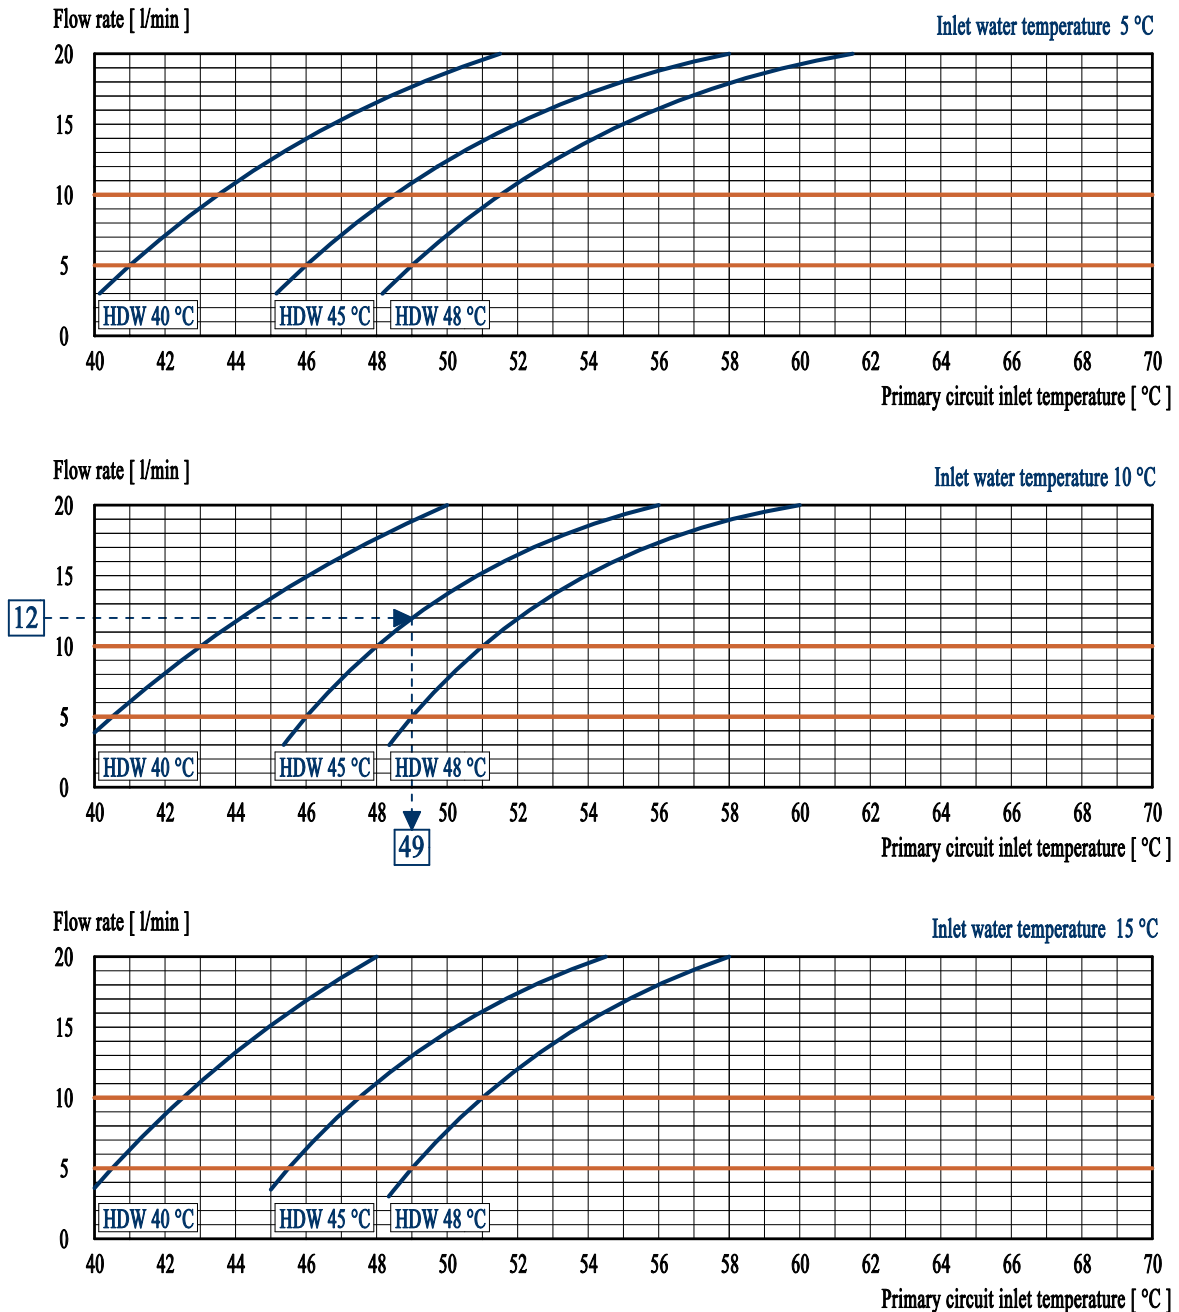 Flow rate [ l/min ]
Inlet water temperature 5 °C
20
15
10
5
0
HDW 40 °C HDW 45 °C HDW 48 °C
40 42 44 46 48 50 52 54 56 58 60 62 64 66 68 70
Primary circuit inlet temperature [ °C ]
Flow rate [ l/min ]
Inlet water temperature 10 °C
20
15
12
10
5
0
HDW 40 °C HDW 45 °C HDW 48 °C
40 42 44 46 48 50 52 54 56 58 60 62 64 66 68 70
49
Primary circuit inlet temperature [ °C ]
Flow rate [ l/min ]
Inlet water temperature 15 °C
20
15
10
5
0
HDW 40 °C HDW 45 °C HDW 48 °C
40 42 44 46 48 50 52 54 56 58 60 62 64 66 68 70
Primary circuit inlet temperature [ °C ]